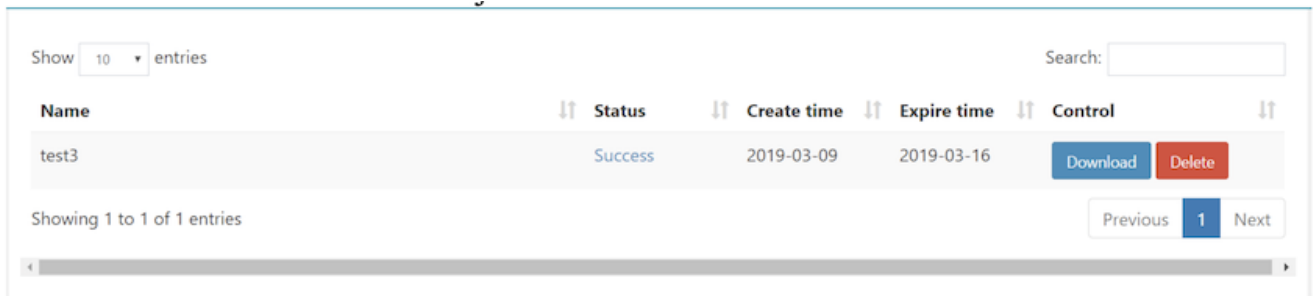 Show 10 entries Search:
Name Status Create time Expire time Control
test3 Success 2019-03-09 2019-03-16 Download Delete
Showing 1 to 1 of 1 entries Previous 1 Next